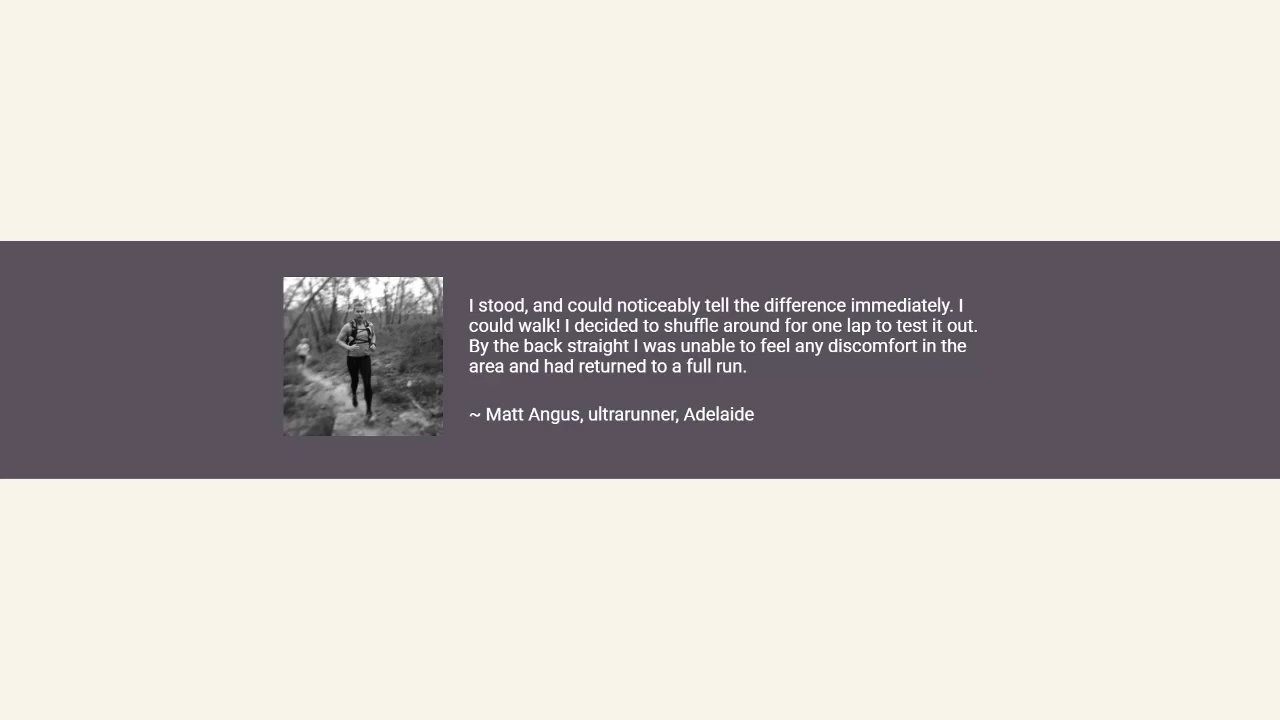 I stood, and could noticeably tell the difference immediately. I
could walk! I decided to shuffle around for one lap to test it out.
By the back straight I was unable to feel any discomfort in the
area and had returned to a full run.
~ Matt Angus, ultrarunner, Adelaide